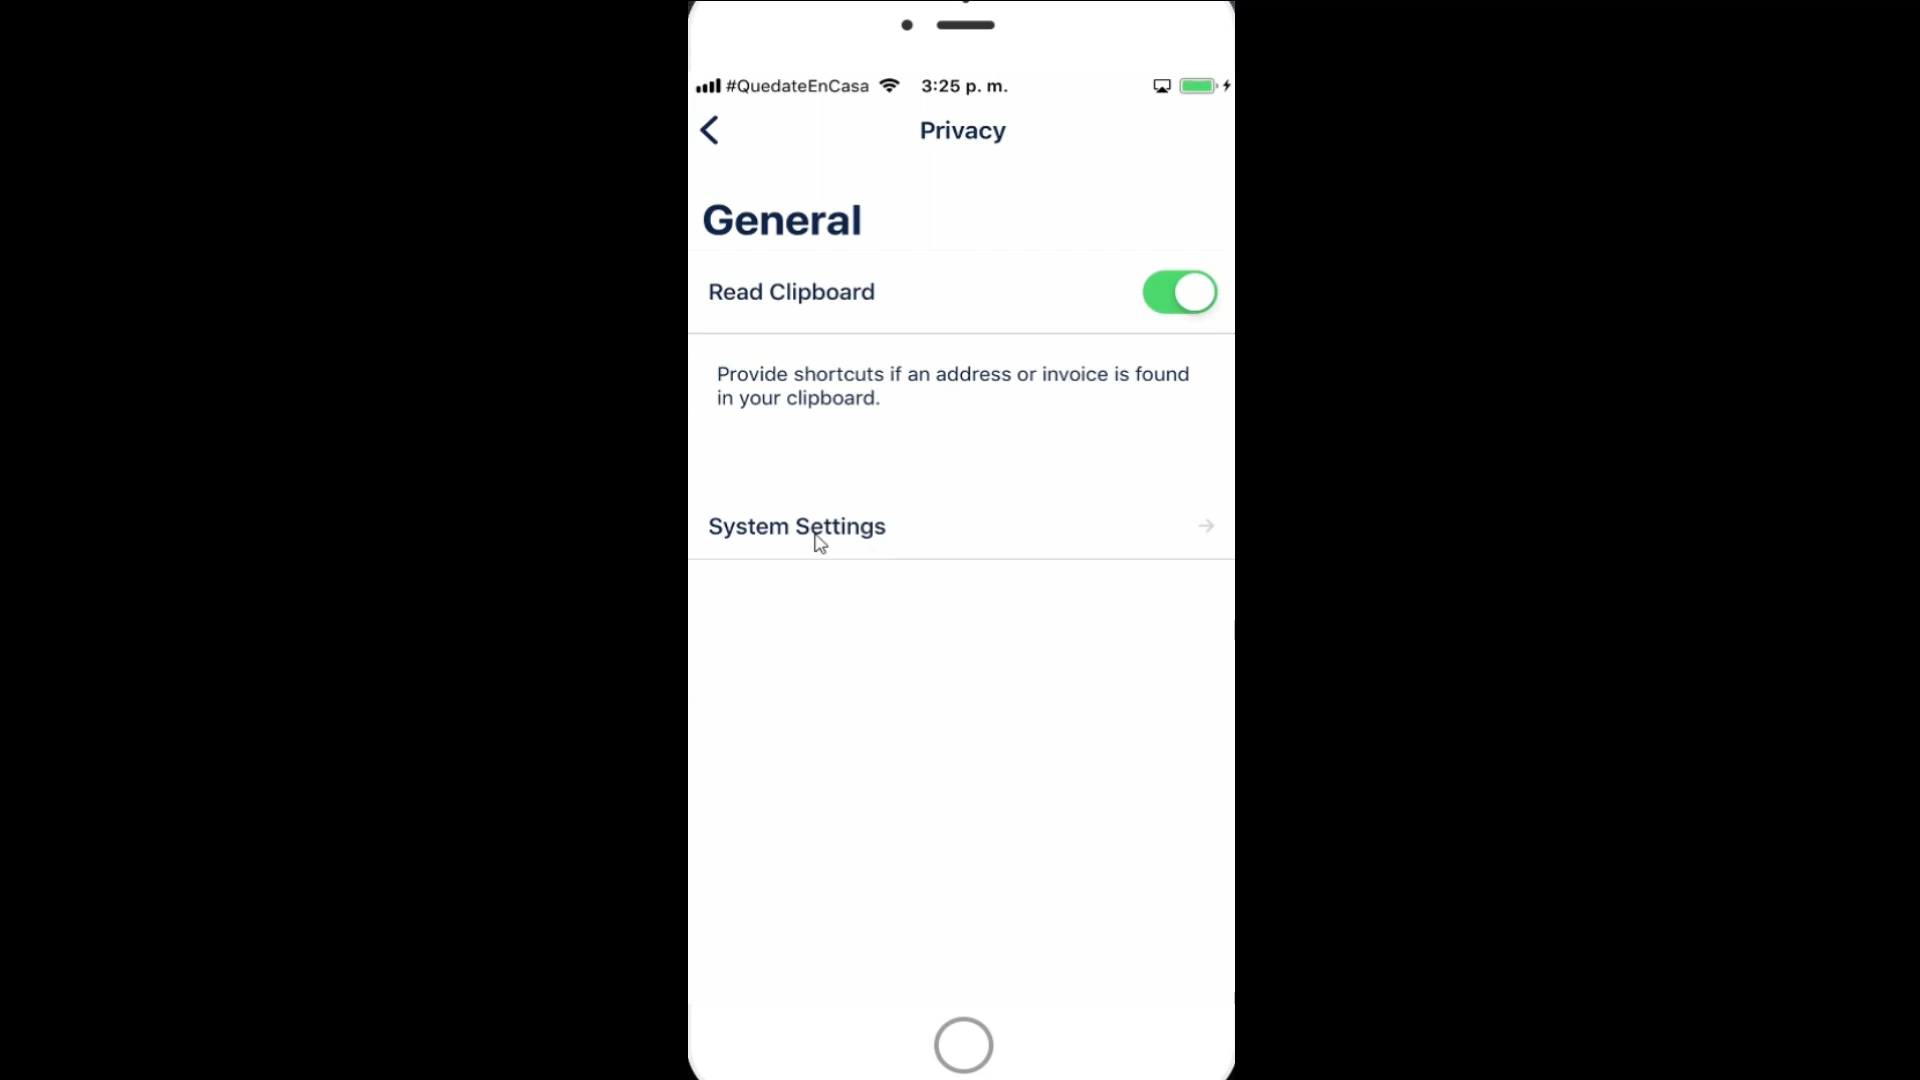 #QuedateEnCasa 3:25 p. m.
Privacy
General
Read Clipboard
Provide shortcuts if an address or invoice is found
in your clipboard.
System Settings